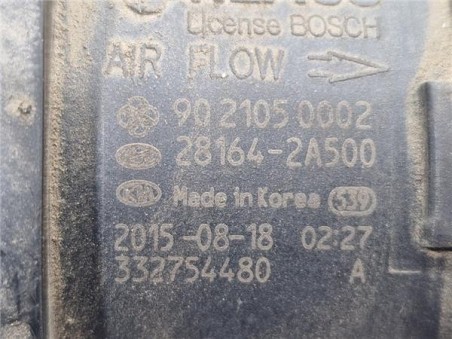 License BOSCH
AIR FLOW
90 2105 0002
28164-2A500
KIA Made in Korea 539
2015-08-18 02:27
332754480 A